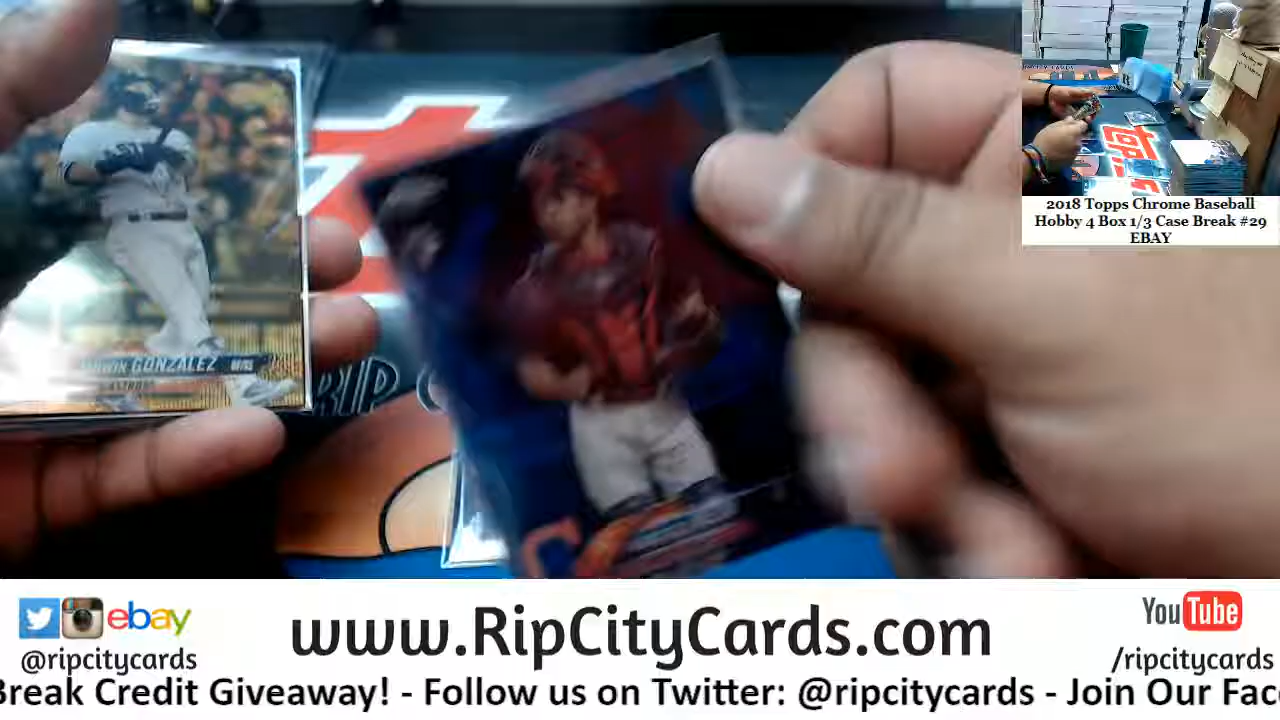 GONZALEZ
RIP
2018 Topps Chrome Baseball
Hobby 4 Box 1/3 Case Break #29
EBAY
ebay
@ripcitycards
www.RipCityCards.com
YouTube
/ripcitycards
Break Credit Giveaway! - Follow us on Twitter: @ripcitycards - Join Our Fac